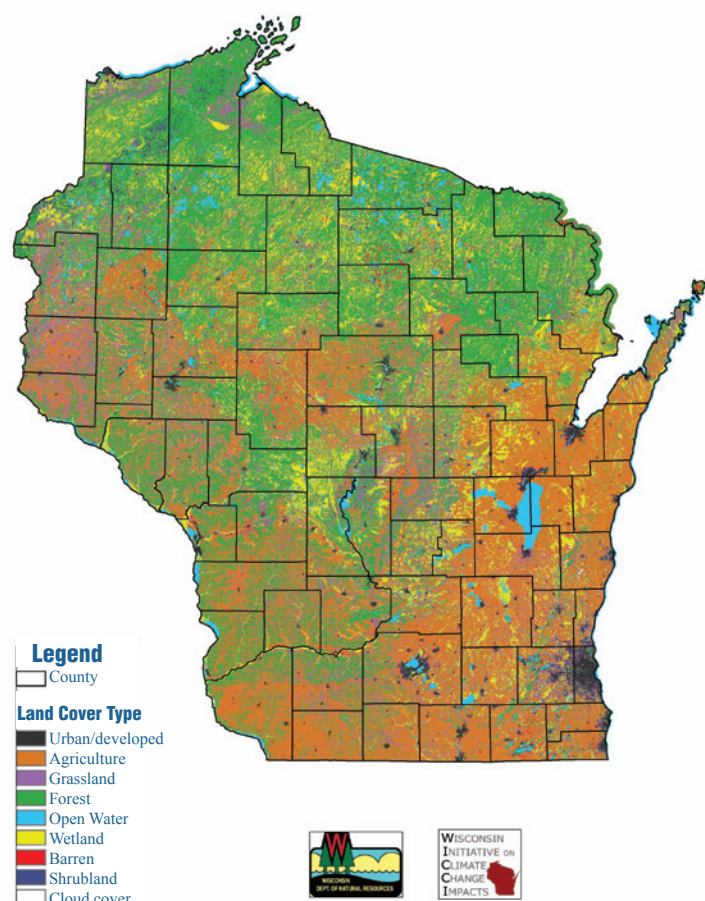 Legend
County
Land Cover Type
Urban/developed
Agriculture
Grassland
Forest
Open Water
Wetland
Barren
Shrubland
Cloud cover
W
WISCONSIN
DEPT. OF NATURAL RESOURCES
WISCONSIN
INITIATIVE ON
CLIMATE
CHANGE
IMPACTS